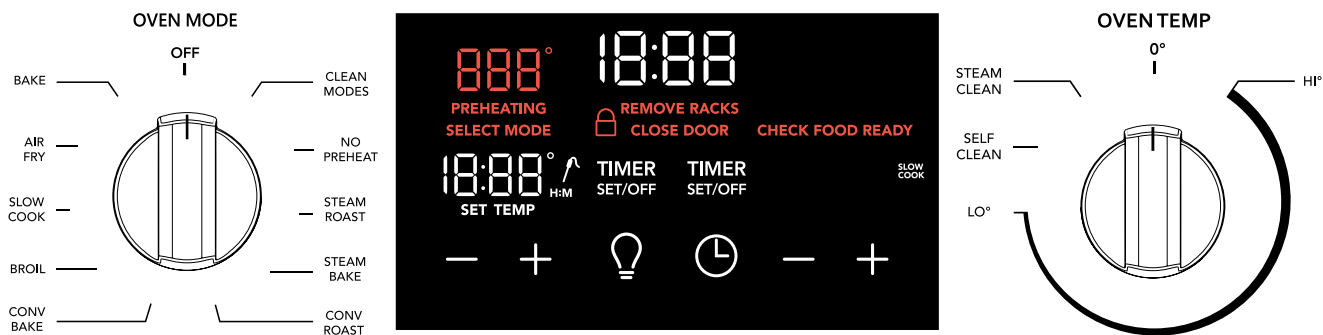 OVEN MODE
OFF
BAKE
AIR
FRY
SLOW
COOK
BROIL
CONV
BAKE
CLEAN
MODES
NO
PREHEAT
STEAM
ROAST
STEAM
BAKE
CONV
ROAST
888°
18:88
PREHEATING
SELECT MODE
REMOVE RACKS
CLOSE DOOR
CHECK FOOD READY
18:88°
H:M
SET TEMP
TIMER
SET/OFF
TIMER
SET/OFF
SLOW
COOK
− +
− +
OVEN TEMP
0°
STEAM
CLEAN
SELF
CLEAN
LO°
HI°